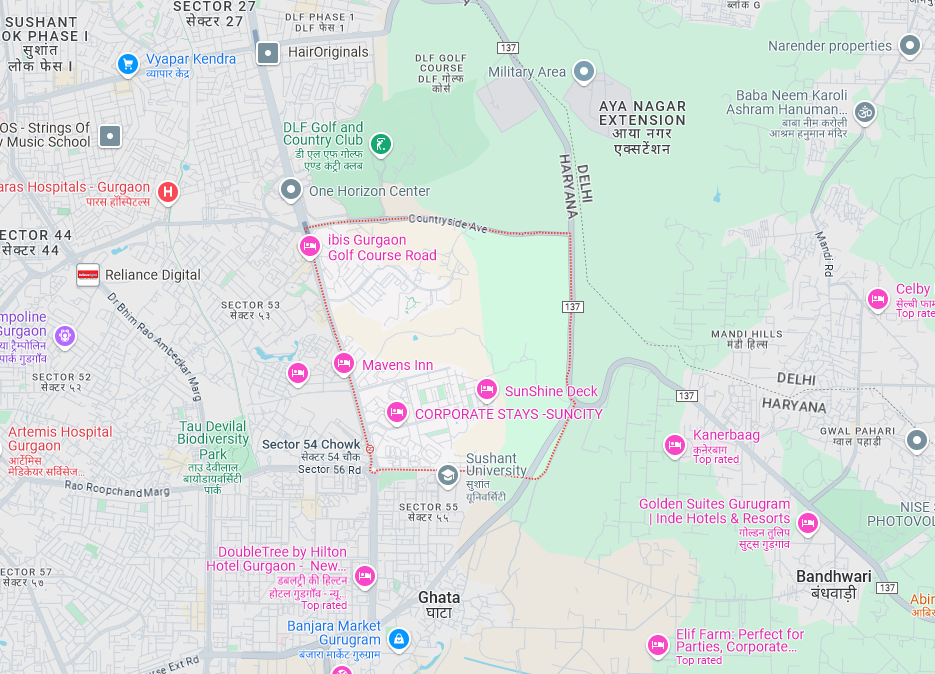 SECTOR 27
सेक्टर 27
DLF PHASE 1
DLF फेस 1
SUSHANT
OK PHASE I
सुशांत
लोक फेस I
Vyapar Kendra
व्यापार केंद्र
HairOriginals
DLF GOLF
COURSE
DLF गोल्फ
कोर्स
137
Military Area
ब्लॉक G
Narender properties
AYA NAGAR
EXTENSION
आया नगर
एक्सटेंशन
Baba Neem Karoli
Ashram Hanuman...
बाबा नीम करोली
आश्रम हनुमान मंदिर
OS - Strings Of
y Music School
DLF Golf and
Country Club
डी एल एफ गोल्फ
एण्ड कंट्री क्लब
DELHI
HARYANA
aras Hospitals - Gurgaon
पारस हॉस्पिटल्स
One Horizon Center
Countryside Ave
ECTOR 44
सेक्टर 44
ibis Gurgaon
Golf Course Road
Reliance Digital
Mandi Rd
Celby
सेल्बी फार्म
Top rate
SECTOR 53
सेक्टर ५३
137
Dr Bhim Rao Ambedkar Marg
mpoline
Gurgaon
या ट्रैम्पोलिन
पार्क गुड़गाँव
MANDI HILLS
मंडी हिल्स
Mavens Inn
SECTOR 52
सेक्टर ५२
DELHI
HARYANA
SunShine Deck
137
CORPORATE STAYS -SUNCITY
Artemis Hospital
Gurgaon
आर्टेमिस
मेडिकेयर सर्विसेज...
Tau Devilal
Biodiversity
Park
ताउ देवीलाल
बायोडायवर्सिटी
पार्क
Sector 54 Chowk
सेक्टर 54 चौक
Sector 56 Rd
Kanerbaag
कनेरबाग
Top rated
GWAL PAHARI
ग्वाल पहाड़ी
Sushant
University
सुशांत
यूनिवर्सिटी
Rao Roopchand Marg
SECTOR 55
सेक्टर ५५
Golden Suites Gurugram
| Inde Hotels & Resorts
गोल्डन तुलिप
सुट्स गुड़गांव
NISE
PHOTOVOL
DoubleTree by Hilton
Hotel Gurgaon - New...
डबलट्री की हिल्टन
होटल गुड़गाँव - न्यू.
Top rated
ECTOR 57
सेक्टर ५७
Bandhwari
बंधवाड़ी
137
Ghata
घाटा
Abir
आबिर
Banjara Market
Gurugram
बंजारा मार्केट गुरुग्राम
Elif Farm: Perfect for
Parties, Corporate...
Top rated
rse Ext Rd